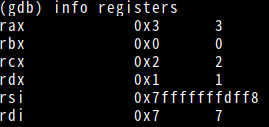 (gdb) info registers
rax 0x3 3
rbx 0x0 0
rcx 0x2 2
rdx 0x1 1
rsi 0x7fffffffdff8
rdi 0x7 7